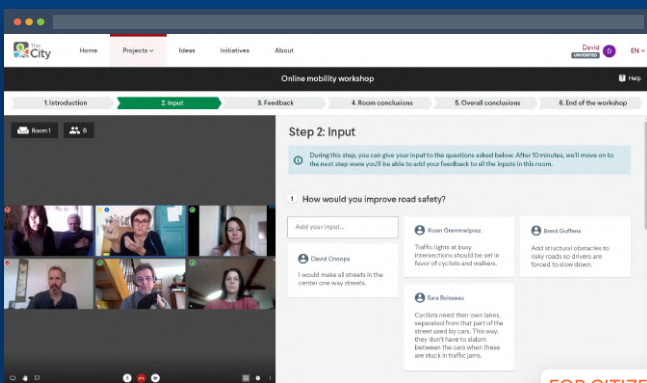 The City
Home
Projects
Ideas
Initiatives
About
David
UNVERIFIED
D
EN
Online mobility workshop
Help
1. Introduction
2. Input
3. Feedback
4. Room conclusions
5. Overall conclusions
6. End of the workshop
Room 1
6
Step 2: Input
During this step, you can give your input to the questions asked below. After 10 minutes, we'll move on to
the next step were you'll be able to add your feedback to all the inputs in this
room.
1 How would you improve road safety?
Add your input...
David Choops
I would make all streets in the
center one way streets.
Koen Gremmelprez
Traffic lights at busy
intersections should be set in
favor of cyclists and walkers.
Sara Boiseau
Cyclists need their own lanes,
separated from that part of the
street used by cars. This way,
they don't have to slalom
between the cars when these
are stuck in traffic jams.
Brent Guffens
Add structural obstacles to
risky roads so drivers are
forced to slow down.
FOR CITIZE